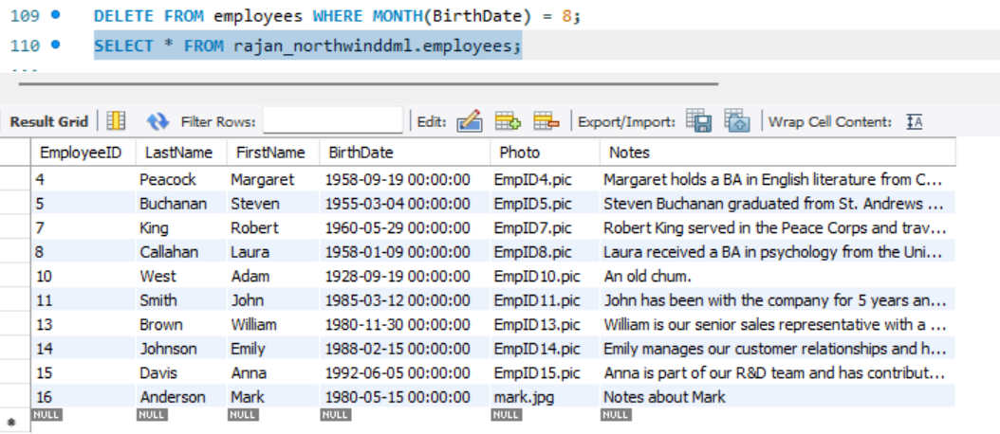 109 DELETE FROM employees WHERE MONTH(BirthDate) = 8;
110 SELECT * FROM rajan_northwinddml.employees;
Result Grid Filter Rows: Edit: Export/Import: Wrap Cell Content: IA
EmployeeID LastName FirstName BirthDate Photo Notes
4 Peacock Margaret 1958-09-19 00:00:00 EmpID4.pic Margaret holds a BA in English literature from C...
5 Buchanan Steven 1955-03-04 00:00:00 EmpID5.pic Steven Buchanan graduated from St. Andrews ...
7 King Robert 1960-05-29 00:00:00 EmpID7.pic Robert King served in the Peace Corps and trav...
8 Callahan Laura 1958-01-09 00:00:00 EmpID8.pic Laura received a BA in psychology from the Uni...
10 West Adam 1928-09-19 00:00:00 EmpID10.pic An old chum.
11 Smith John 1985-03-12 00:00:00 EmpID11.pic John has been with the company for 5 years an...
13 Brown William 1980-11-30 00:00:00 EmpID13.pic William is our senior sales representative with a ...
14 Johnson Emily 1988-02-15 00:00:00 EmpID14.pic Emily manages our customer relationships and h...
15 Davis Anna 1992-06-05 00:00:00 EmpID15.pic Anna is part of our R&D team and has contribut...
16 Anderson Mark 1980-05-15 00:00:00 mark.jpg Notes about Mark
* NULL NULL NULL NULL NULL NULL